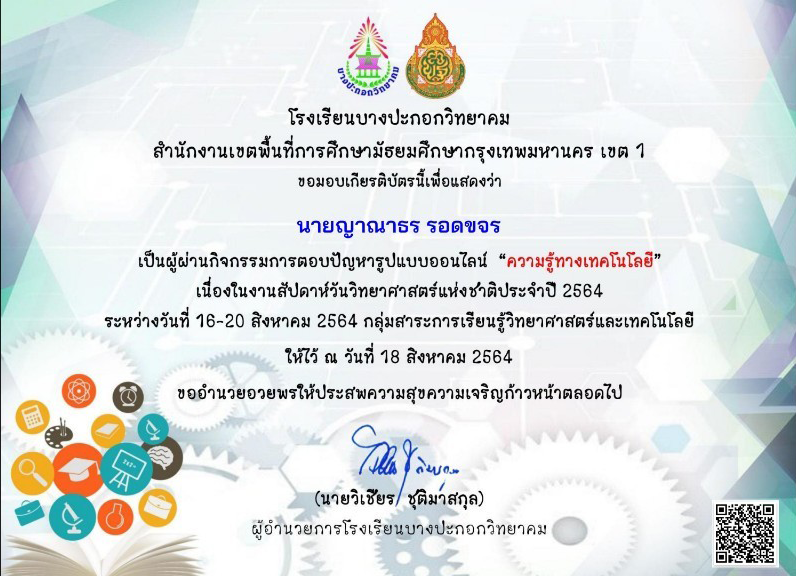 บางปะกอกวิทยาคม
โรงเรียนบางปะกอกวิทยาคม
สำนักงานเขตพื้นที่การศึกษามัธยมศึกษากรุงเทพมหานคร เขต 1
ขอมอบเกียรติบัตรนี้เพื่อแสดงว่า
นายญาณาธร รอดขจร
เป็นผู้ผ่านกิจกรรมการตอบปัญหารูปแบบออนไลน์ “ความรู้ทางเทคโนโลยี”
เนื่องในงานสัปดาห์วันวิทยาศาสตร์แห่งชาติประจำปี 2564
ระหว่างวันที่ 16-20 สิงหาคม 2564 กลุ่มสาระการเรียนรู้วิทยาศาสตร์และเทคโนโลยี
ให้ไว้ ณ วันที่ 18 สิงหาคม 2564
ขออำนวยอวยพรให้ประสพความสุขความเจริญก้าวหน้าตลอดไป
(นายวิเชียร ชุติมาสกุล)
ผู้อำนวยการโรงเรียนบางปะกอกวิทยาคม